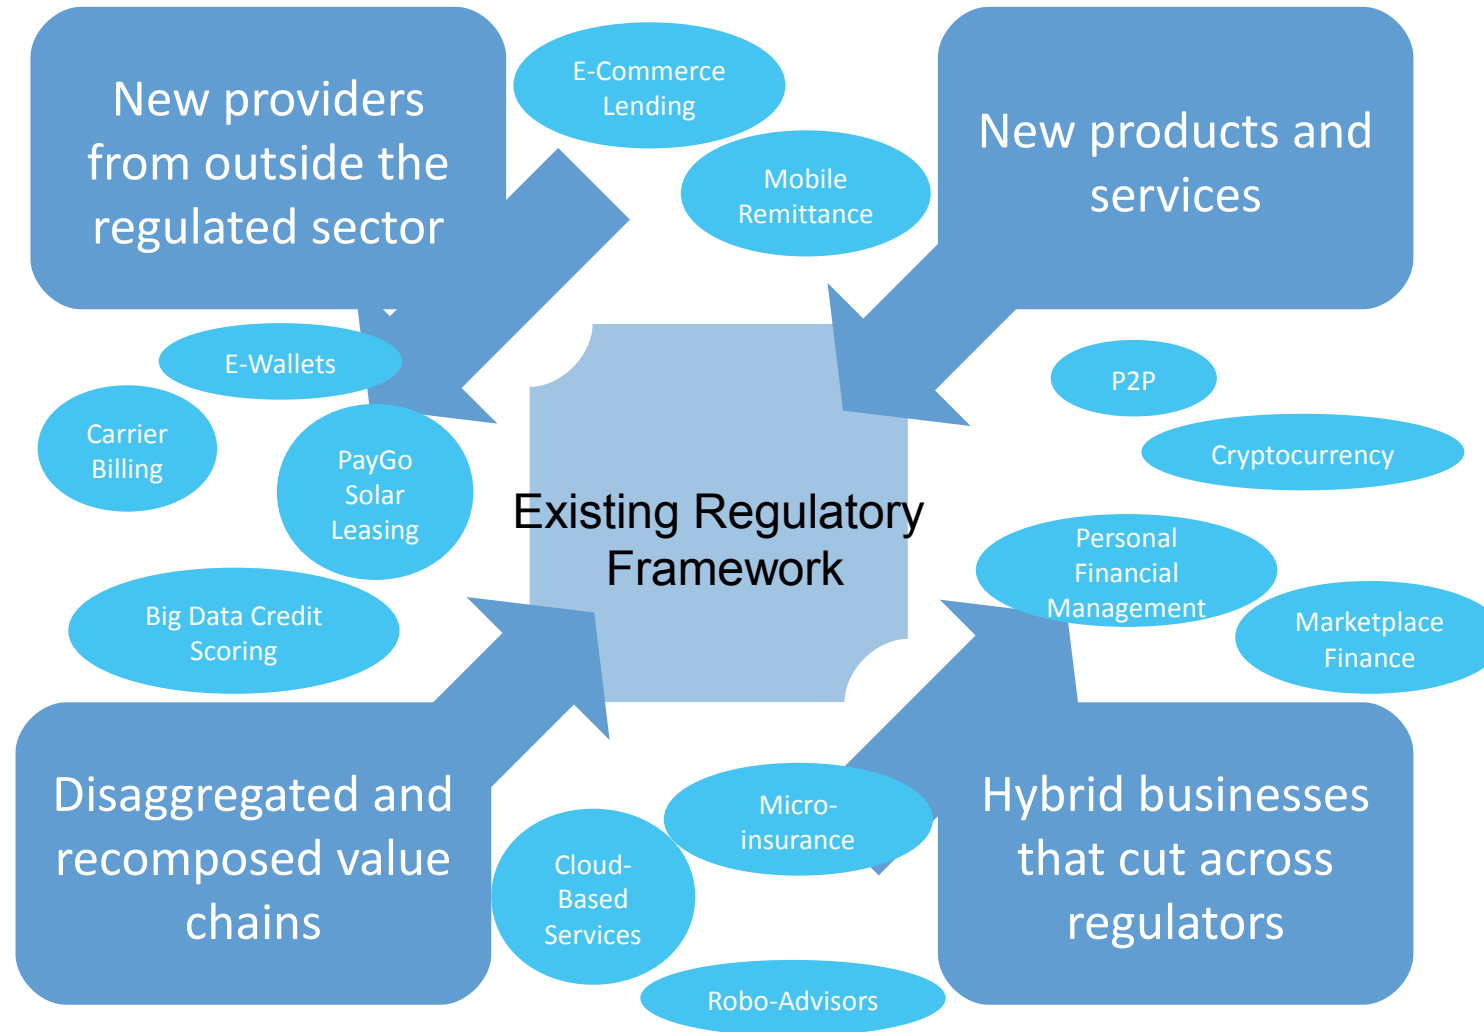 New providers
from outside the
regulated sector
E-Commerce
Lending
Mobile
Remittance
New products and
services
E-Wallets
Carrier
Billing
PayGo
Solar
Leasing
Big Data Credit
Scoring
Existing Regulatory
Framework
P2P
Cryptocurrency
Personal
Financial
Management
Marketplace
Finance
Disaggregated and
recomposed value
chains
Micro-
insurance
Cloud-
Based
Services
Robo-Advisors
Hybrid businesses
that cut across
regulators